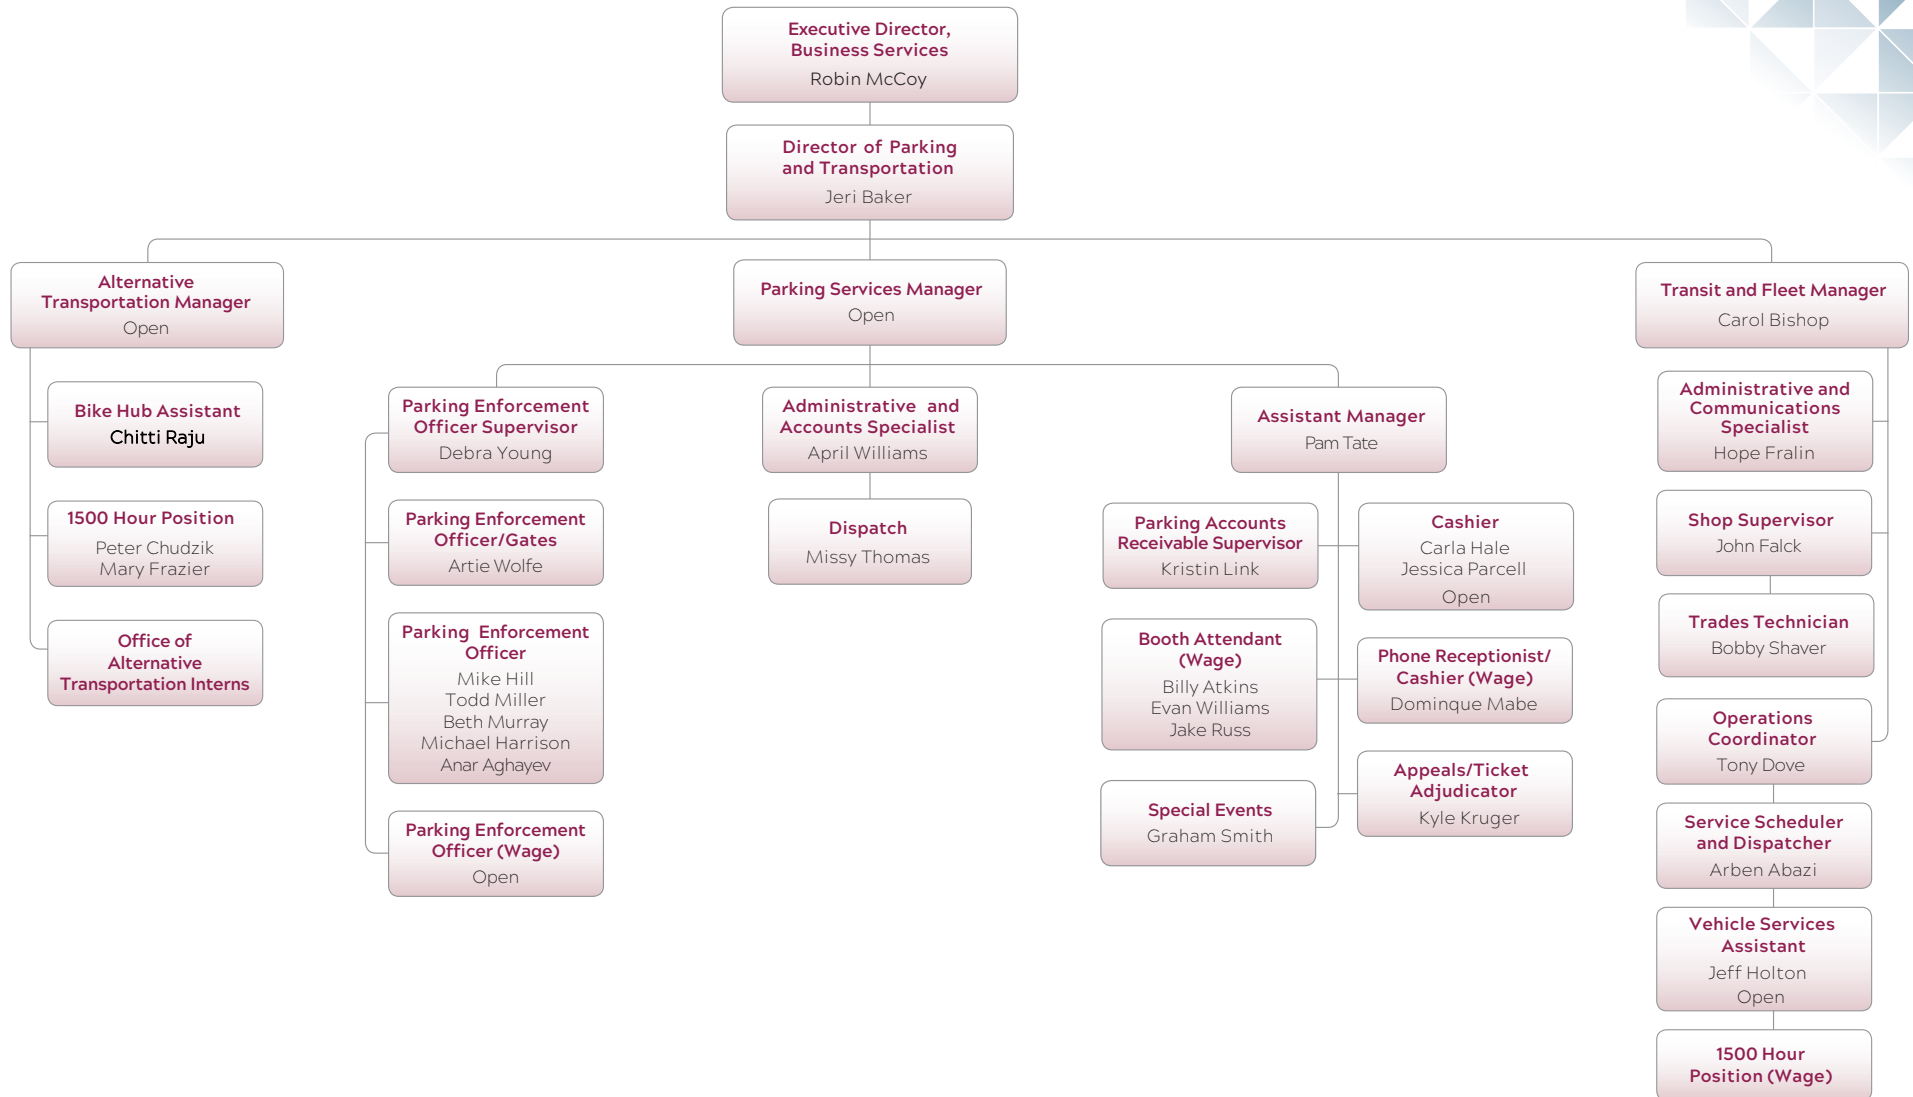 Executive Director,
Business Services
Robin McCoy
Director of Parking
and Transportation
Jeri Baker
Alternative
Transportation Manager
Open
Bike Hub Assistant
Chitti Raju
1500 Hour Position
Peter Chudzik
Mary Frazier
Office of
Alternative
Transportation Interns
Parking Services Manager
Open
Parking Enforcement
Officer Supervisor
Debra Young
Parking Enforcement
Officer/Gates
Artie Wolfe
Parking Enforcement
Officer
Mike Hill
Todd Miller
Beth Murray
Michael Harrison
Anar Aghayev
Parking Enforcement
Officer (Wage)
Open
Administrative and
Accounts Specialist
April Williams
Dispatch
Missy Thomas
Assistant Manager
Pam Tate
Parking Accounts
Receivable Supervisor
Kristin Link
Cashier
Carla Hale
Jessica Parcell
Open
Booth Attendant
(Wage)
Billy Atkins
Evan Williams
Jake Russ
Phone Receptionist/
Cashier (Wage)
Dominque Mabe
Special Events
Graham Smith
Appeals/Ticket
Adjudicator
Kyle Kruger
Transit and Fleet Manager
Carol Bishop
Administrative and
Communications
Specialist
Hope Fralin
Shop Supervisor
John Falck
Trades Technician
Bobby Shaver
Operations
Coordinator
Tony Dove
Service Scheduler
and Dispatcher
Arben Abazi
Vehicle Services
Assistant
Jeff Holton
Open
1500 Hour
Position (Wage)